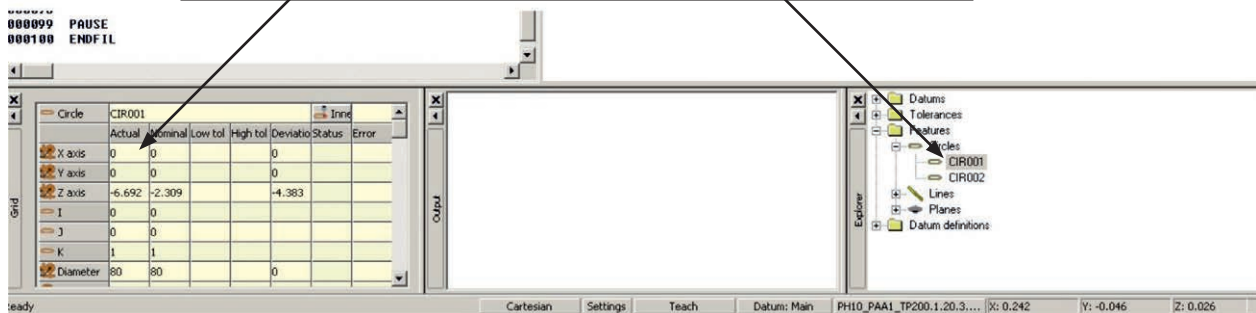 000099 PAUSE
000100 ENDFIL
Grid
Circle CIR001 Inne
Actual Nominal Low tol High tol Deviatio Status Error
X axis 0 0 0
Y axis 0 0 0
Z axis -6.692 -2.309 -4.383
I 0 0
J 0 0
K 1 1
Diameter 80 80 0
Output
Explorer
Datums
Tolerances
Features
Circles
CIR001
CIR002
Lines
Planes
Datum definitions
Cartesian Settings Teach Datum: Main PH10_PAA1_TP200.1.20.3.... X: 0.242 Y: -0.046 Z: 0.026